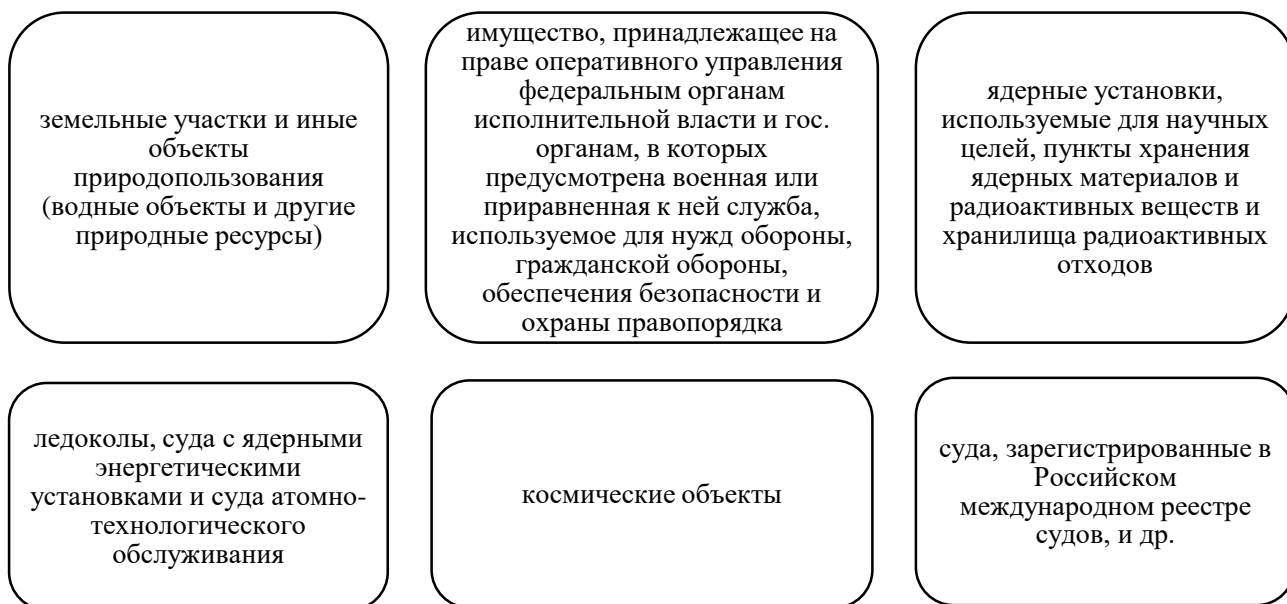 земельные участки и иные
объекты
природопользования
(водные объекты и другие
природные ресурсы)
имущество, принадлежащее на
праве оперативного управления
федеральным органам
исполнительной власти и гос.
органам, в которых
предусмотрена военная или
приравненная к ней служба,
используемое для нужд обороны,
гражданской обороны,
обеспечения безопасности и
охраны правопорядка
ядерные установки,
используемые для научных
целей, пункты хранения
ядерных материалов и
радиоактивных веществ и
хранилища радиоактивных
отходов
ледоколы, суда с ядерными
энергетическими
установками и суда атомно-
технологического
обслуживания
космические объекты
суда, зарегистрированные в
Российском
международном реестре
судов, и др.